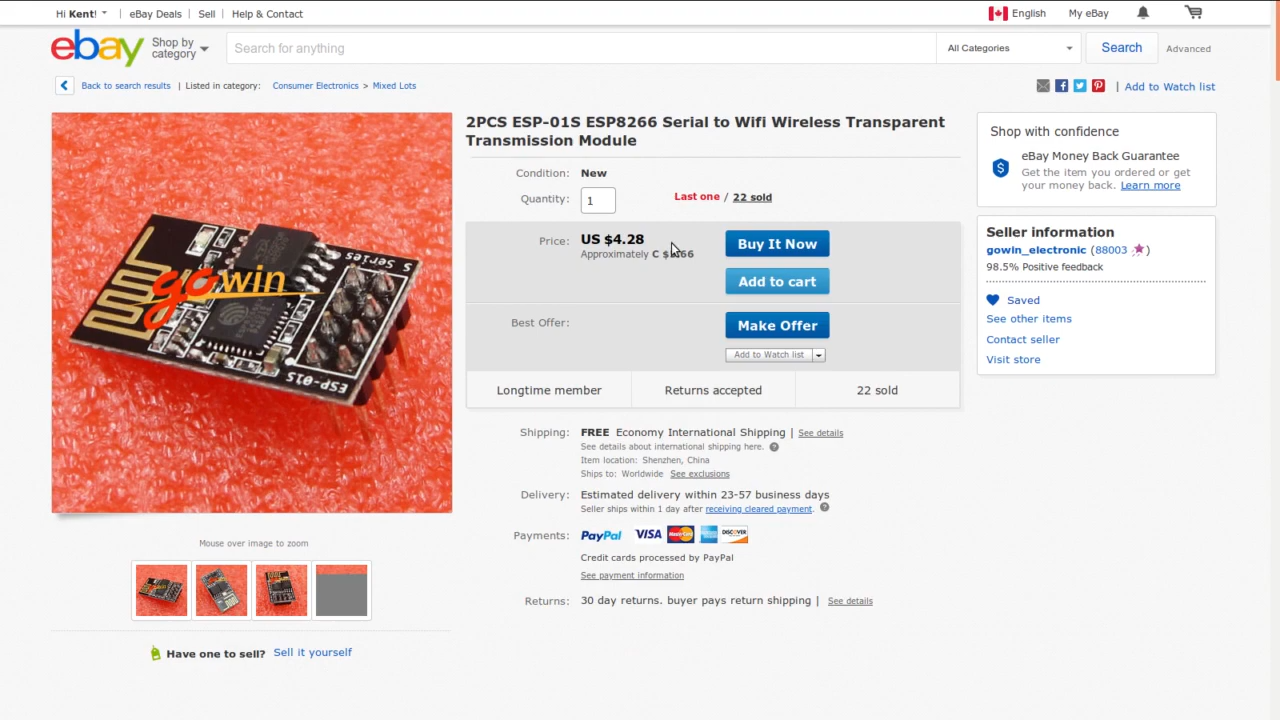 Hi Kent! | eBay Deals | Sell | Help & Contact
English My eBay
ebay
Shop by
category
Search for anything
All Categories
Search
Advanced
Back to search results | Listed in category: Consumer Electronics > Mixed Lots
| Add to Watch list
gowin
S Series
ESP-01S
Mouse over image to zoom
Have one to sell? Sell it yourself
2PCS ESP-01S ESP8266 Serial to Wifi Wireless Transparent
Transmission Module
Condition: New
Quantity: 1
Last one / 22 sold
Price: US $4.28
Approximately C
Buy It Now
Add to cart
Best Offer:
Make Offer
Add to Watch list
Longtime member
Returns accepted
22 sold
Shipping: FREE Economy International Shipping | See details
See details about international shipping here. ?
Item location: Shenzhen, China
Ships to: Worldwide See exclusions
Delivery: Estimated delivery within 23-57 business days
Seller ships within 1 day after receiving cleared payment. ?
Payments: PayPal VISA MasterCard DISCOVER
Credit cards processed by PayPal
See payment information
Returns: 30 day returns. buyer pays return shipping | See details
Shop with confidence
$
eBay Money Back Guarantee
Get the item you ordered or get
your money back. Learn more
Seller information
gowin_electronic (88003 )
98.5% Positive feedback
Saved
See other items
Contact seller
Visit store